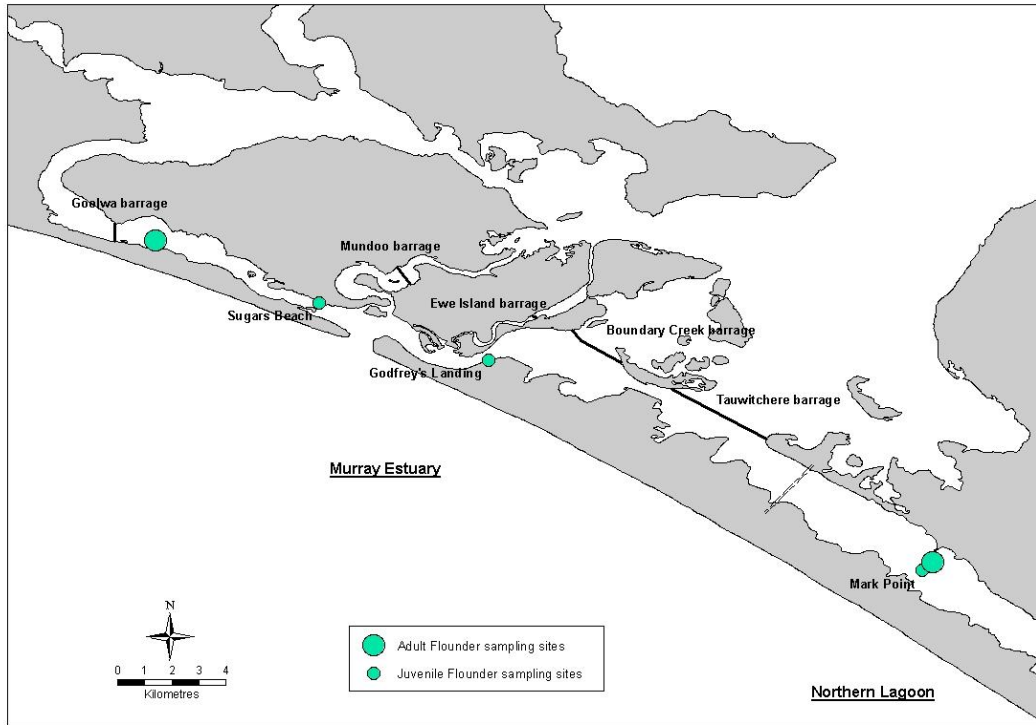 Goolwa barrage
Mundoo barrage
Ewe Island barrage
Sugars Beach
Boundary Creek barrage
Godfrey's Landing
Tauwitchere barrage
Murray Estuary
Mark Point
N
Adult Flounder sampling sites
0 1 2 3 4
Juvenile Flounder sampling sites
Kilometres
Northern Lagoon